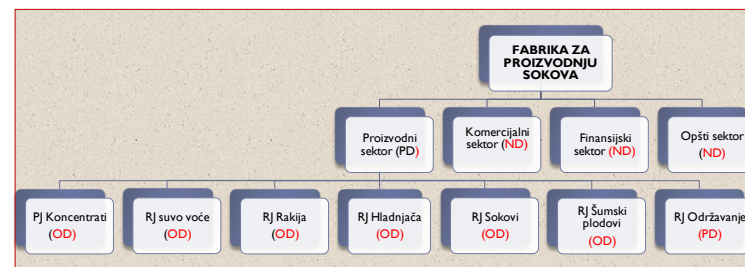 FABRIKA ZA
PROIZVODNJU
SOKOVA
Proizvodni
sektor (PD)
Komercijalni
sektor (ND)
Finansijski
sektor (ND)
Opšti sektor
(ND)
PJ Koncentrati
(OD)
RJ suvo voće
(OD)
RJ Rakija
(OD)
RJ Hladnjača
(OD)
RJ Sokovi
(OD)
RJ Šumski
plodovi
(OD)
RJ Održavanje
(PD)